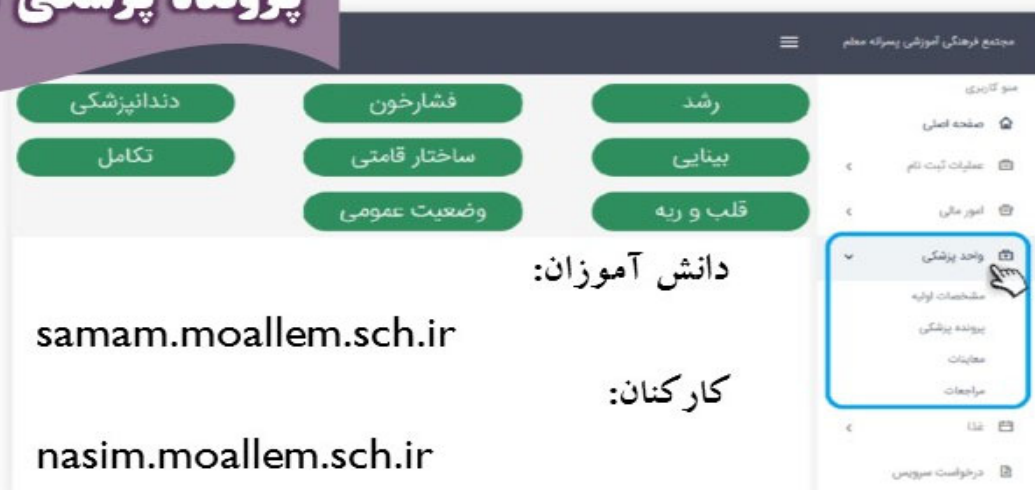 پرونده پزشکی
مجتمع فرهنگی آموزشی پسرانه معلم
منو کاربری
صفحه اصلی
عملیات ثبت نام
امور مالی
واحد پزشکی
مشخصات اولیه
پرونده پزشکی
معاینات
مراجعات
غذا
درخواست سرویس
رشد
فشارخون
دندانپزشکی
بینایی
ساختار قامتی
تکامل
قلب و ریه
وضعیت عمومی
دانش آموزان:
samam.moallem.sch.ir
کارکنان:
nasim.moallem.sch.ir